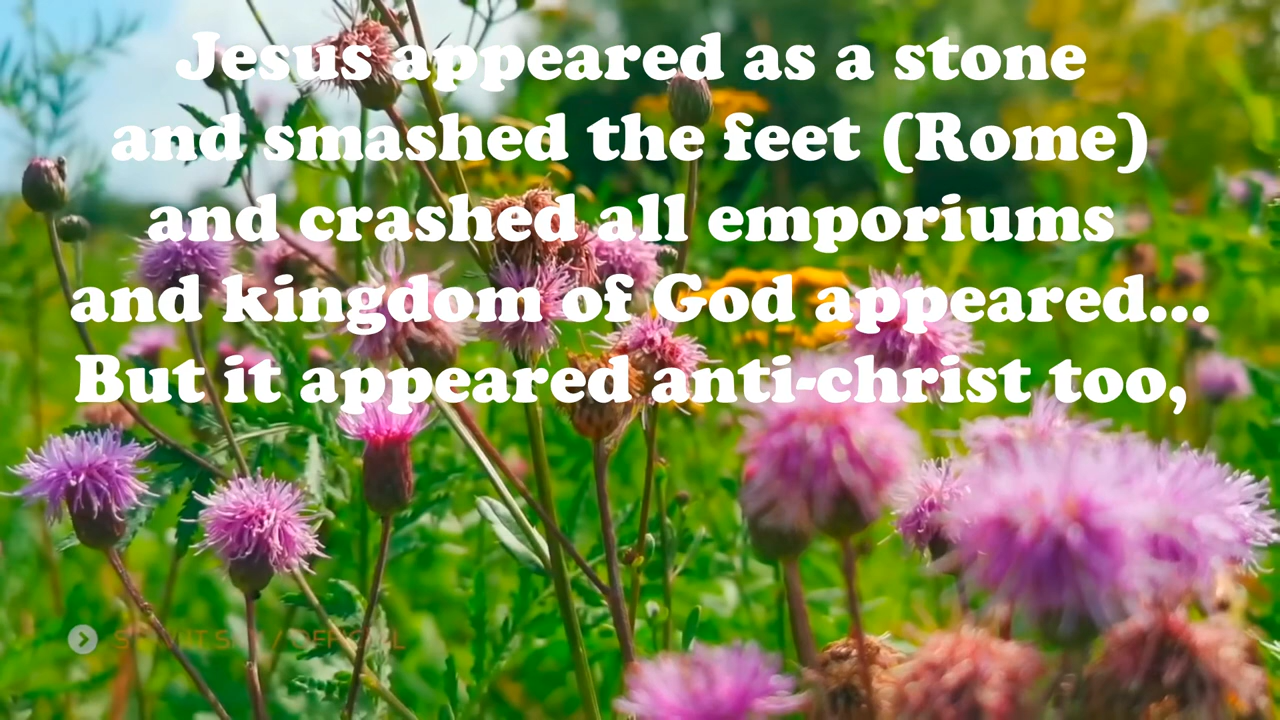 Jesus appeared as a stone
and smashed the feet (Rome)
and crashed all emporiums
and kingdom of God appeared...
But it appeared anti-christ too,